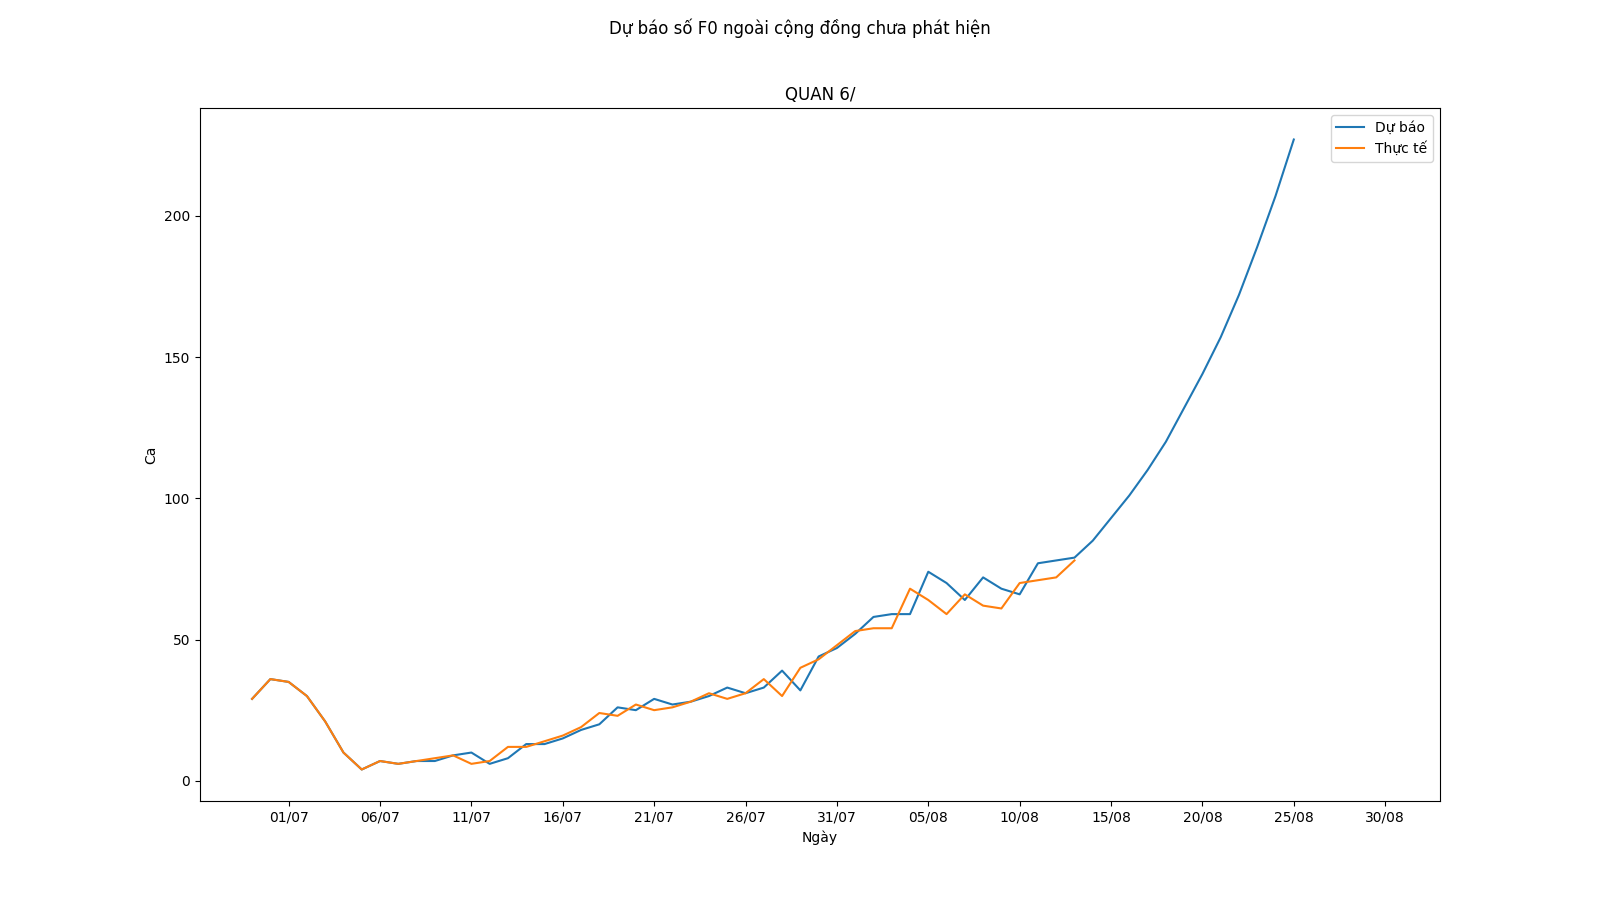 Dự báo số F0 ngoài cộng đồng chưa phát hiện
QUAN 6/
Dự báo
Thực tế
200
150
100
50
0
Ca
01/07 06/07 11/07 16/07 21/07 26/07 31/07 05/08 10/08 15/08 20/08 25/08 30/08
Ngày